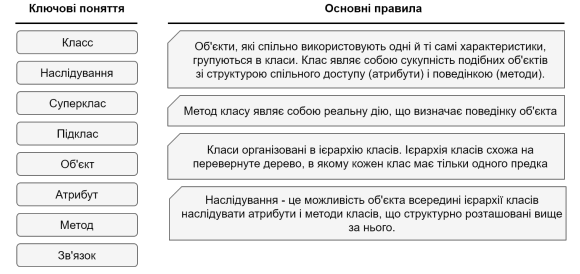 Ключові поняття
Основні правила
Класс
Наслідування
Суперклас
Підклас
Об'єкт
Атрибут
Метод
Зв'язок
Об'єкти, які спільно використовують одні й ті самі характеристики,
групуються в класи. Клас являє собою сукупність подібних об'єктів
зі структурою спільного доступу (атрибути) і поведінкою (методи).
Метод класу являє собою реальну дію, що визначає поведінку об'єкта
Класи організовані в ієрархію класів. Ієрархія класів схожа на
перевернуте дерево, в якому кожен клас має тільки одного предка
Наслідування - це можливість об'єкта всередині ієрархії класів
наслідувати атрибути і методи класів, що структурно розташовані вище
за нього.